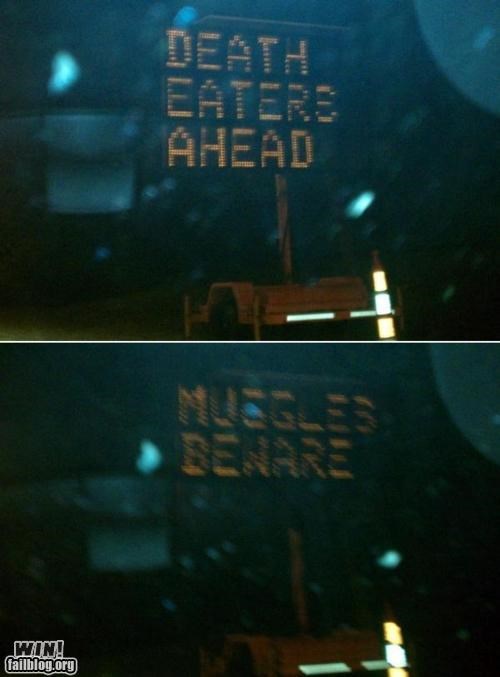 DEATH
EATERS
AHEAD
MUGGLES
BEWARE
WIN!
failblog.org